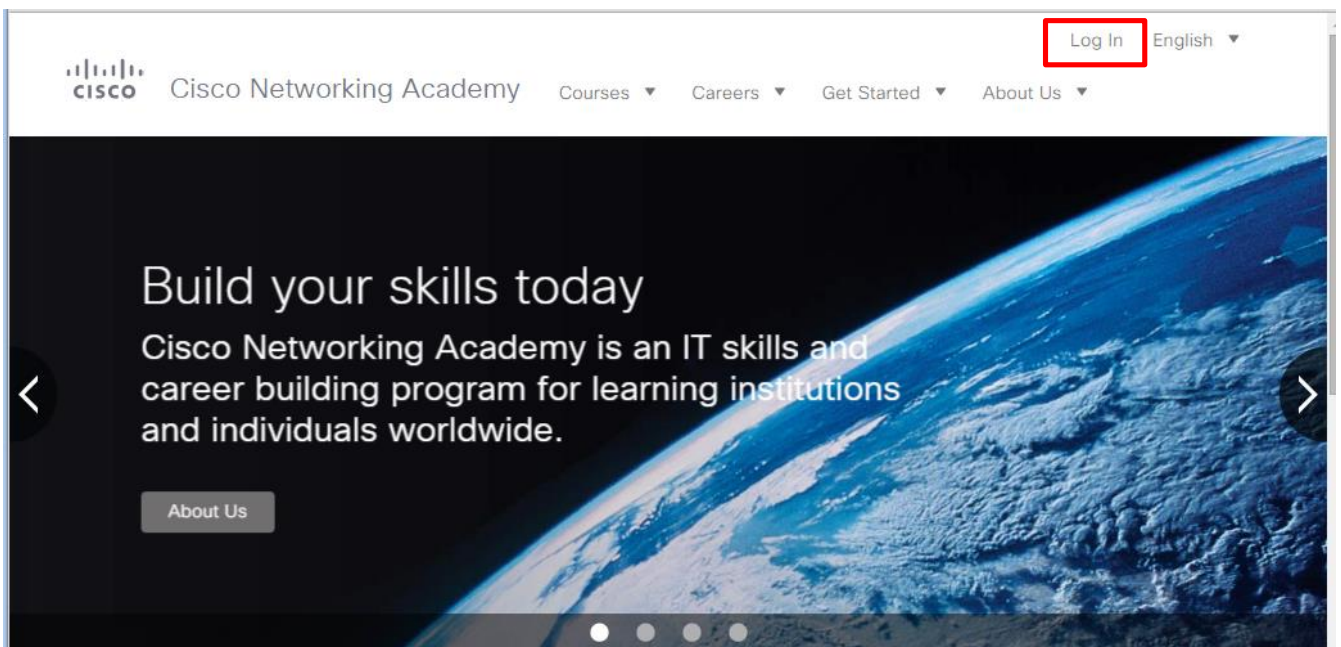 Log In English
CISCO Cisco Networking Academy Courses Careers Get Started About Us
Build your skills today
Cisco Networking Academy is an IT skills and
career building program for learning institutions
and individuals worldwide.
About Us